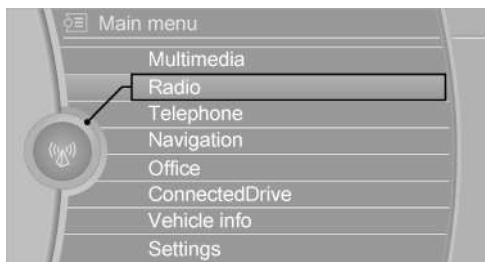 Main menu
Multimedia
Radio
Telephone
Navigation
Office
ConnectedDrive
Vehicle info
Settings